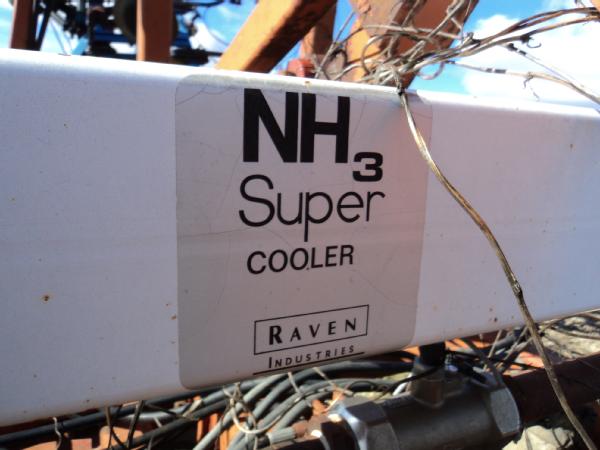 NH3
Super
COOLER
RAVEN
INDUSTRIES